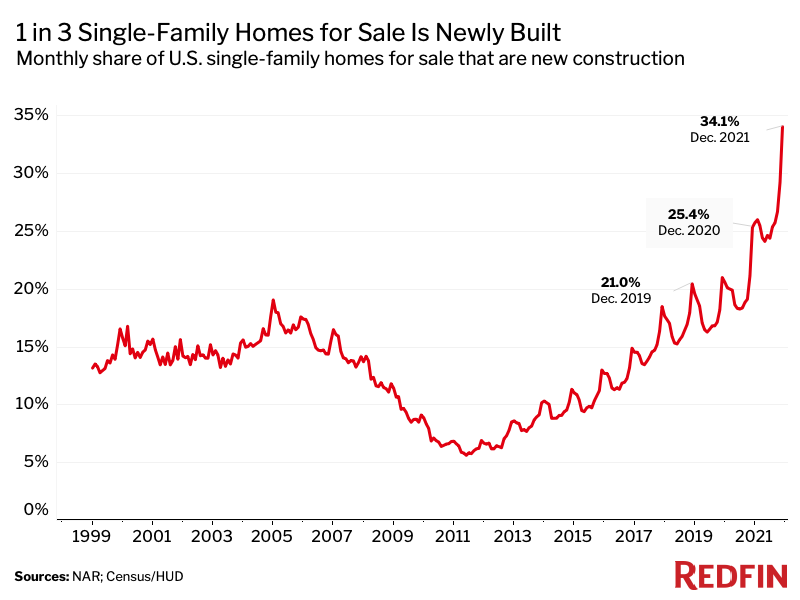 1 in 3 Single-Family Homes for Sale Is Newly Built
Monthly share of U.S. single-family homes for sale that are new construction
35%
30%
25%
20%
15%
10%
5%
0%
34.1%
Dec. 2021
25.4%
Dec. 2020
21.0%
Dec. 2019
1999 2001 2003 2005 2007 2009 2011 2013 2015 2017 2019 2021
Sources: NAR; Census/HUD
REDFIN